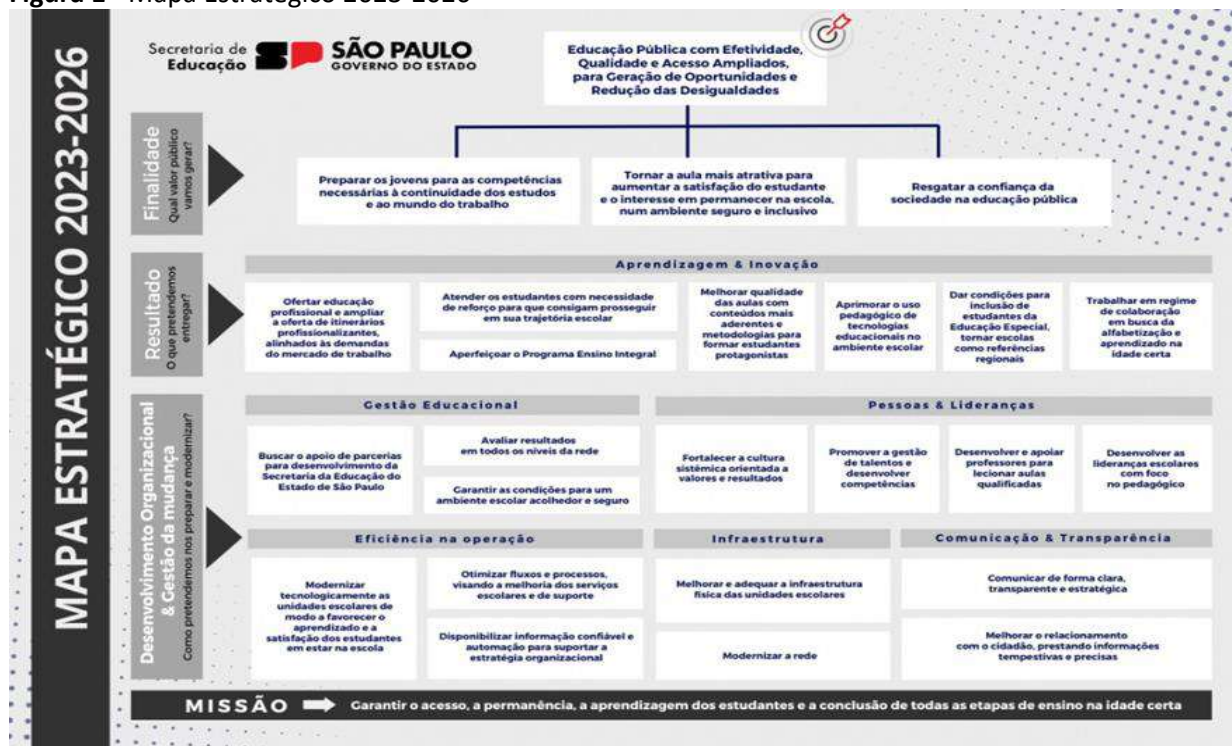 Figura 1 - Mapa Estratégico 2023-2026
MAPA ESTRATÉGICO 2023-2026
Secretaria de
Educação
SP
SÃO PAULO
GOVERNO DO ESTADO
Educação Pública com Efetividade,
Qualidade e Acesso Ampliados,
para Geração de Oportunidades e
Redução das Desigualdades
Finalidade
Qual valor público
vamos gerar?
Preparar os jovens para as competências
necessárias à continuidade dos estudos
e ao mundo do trabalho
Tornar a aula mais atrativa para
aumentar a satisfação do estudante
e o interesse em permanecer na escola,
num ambiente seguro e inclusivo
Resgatar a confiança da
sociedade na educação pública
Resultado
O que pretendemos
entregar?
Aprendizagem & Inovação
Ofertar educação
profissional e ampliar
a oferta de itinerários
profissionalizantes,
alinhados às demandas
do mercado de trabalho
Atender os estudantes com necessidade
de reforço para que consigam prosseguir
em sua trajetória escolar
Aperfeiçoar o Programa Ensino Integral
Melhorar qualidade
das aulas com
conteúdos mais
aderentes e
metodologias para
formar estudantes
protagonistas
Aprimorar o uso
pedagógico de
tecnologias
educacionais no
ambiente escolar
Dar condições para
inclusão de
estudantes da
Educação Especial,
tornar escolas
como referências
regionais
Trabalhar em regime
de colaboração
em busca da
alfabetização e
aprendizado na
idade certa
Desenvolvimento Organizacional
& Gestão da mudança
Como pretendemos nos preparar e modernizar?
Gestão Educacional
Buscar o apoio de parcerias
para desenvolvimento da
Secretaria da Educação do
Estado de São Paulo
Avaliar resultados
em todos os níveis da rede
Garantir as condições para um
ambiente escolar acolhedor e seguro
Pessoas & Lideranças
Fortalecer a cultura
sistêmica orientada a
valores e resultados
Promover a gestão
de talentos e
desenvolver
competências
Desenvolver e apoiar
professores para
lecionar aulas
qualificadas
Desenvolver as
lideranças escolares
com foco
no pedagógico
Eficiência na operação
Modernizar
tecnologicamente as
unidades escolares de
modo a favorecer o
aprendizado e a
satisfação dos estudantes
em estar na escola
Otimizar fluxos e processos,
visando a melhoria dos serviços
escolares e de suporte
Disponibilizar informação confiável e
automação para suportar a
estratégia organizacional
Infraestrutura
Melhorar e adequar a infraestrutura
física das unidades escolares
Modernizar a rede
Comunicação & Transparência
Comunicar de forma clara,
transparente e estratégica
Melhorar o relacionamento
com o cidadão, prestando informações
tempestivas e precisas
MISSÃO
Garantir o acesso, a permanência, a aprendizagem dos estudantes e a conclusão de todas as etapas de ensino na idade certa